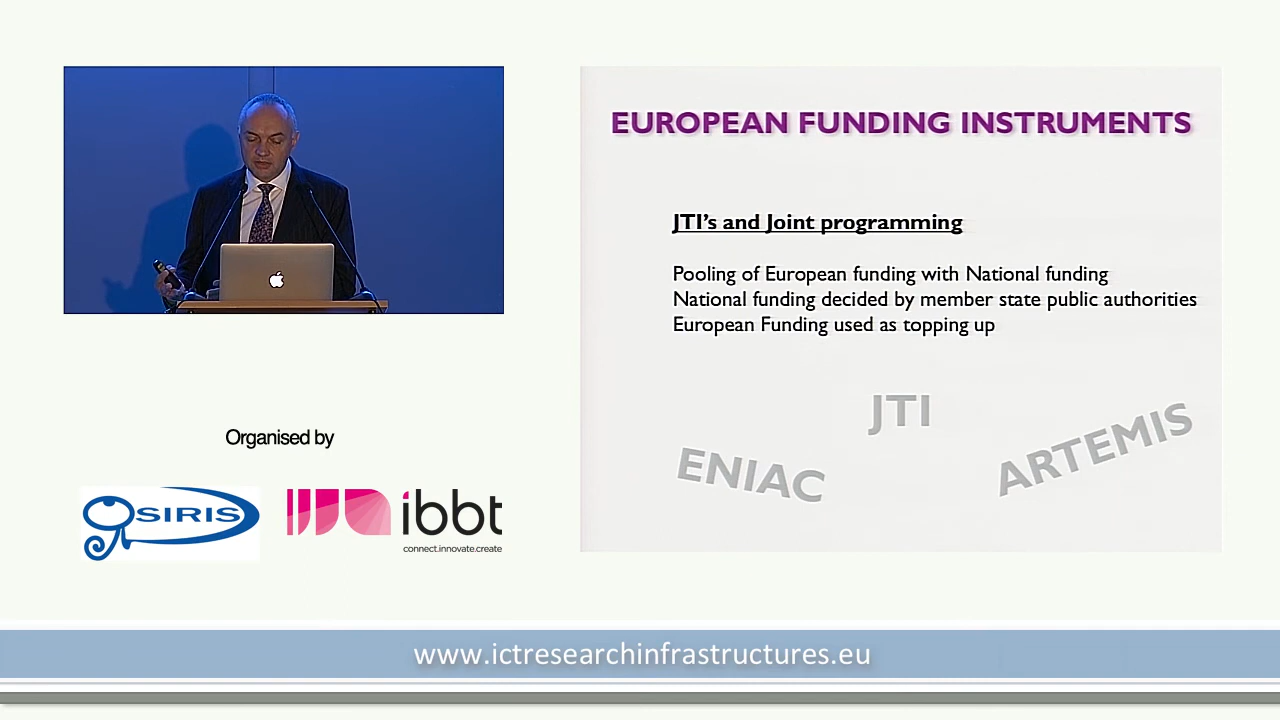 EUROPEAN FUNDING INSTRUMENTS
JTI's and Joint programming
Pooling of European funding with National funding
National funding decided by member state public authorities
European Funding used as topping up
JTI
ENIAC
ARTEMIS
Organised by
OSIRIS
ibbt
connect.innovate.create
www.ictresearchinfrastructures.eu